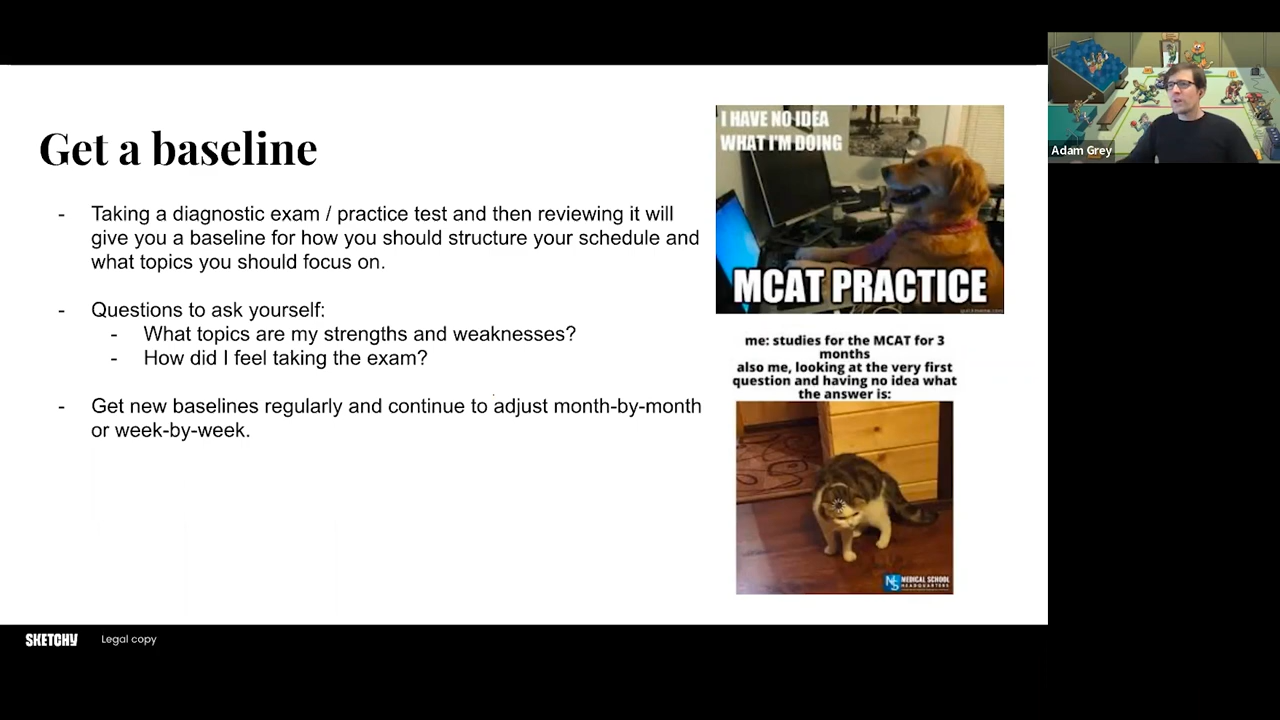 Get a baseline
- Taking a diagnostic exam / practice test and then reviewing it will
give you a baseline for how you should structure your schedule and
what topics you should focus on.
- Questions to ask yourself:
- What topics are my strengths and weaknesses?
- How did I feel taking the exam?
- Get new baselines regularly and continue to adjust month-by-month
or week-by-week.
I HAVE NO IDEA
WHAT I'M DOING
MCAT PRACTICE
me: studies for the MCAT for 3
months
also me, looking at the very first
question and having no idea what
the answer is:
MEDICAL SCHOOL
HEADQUARTERS
Adam Grey
SKETCHY
Legal copy